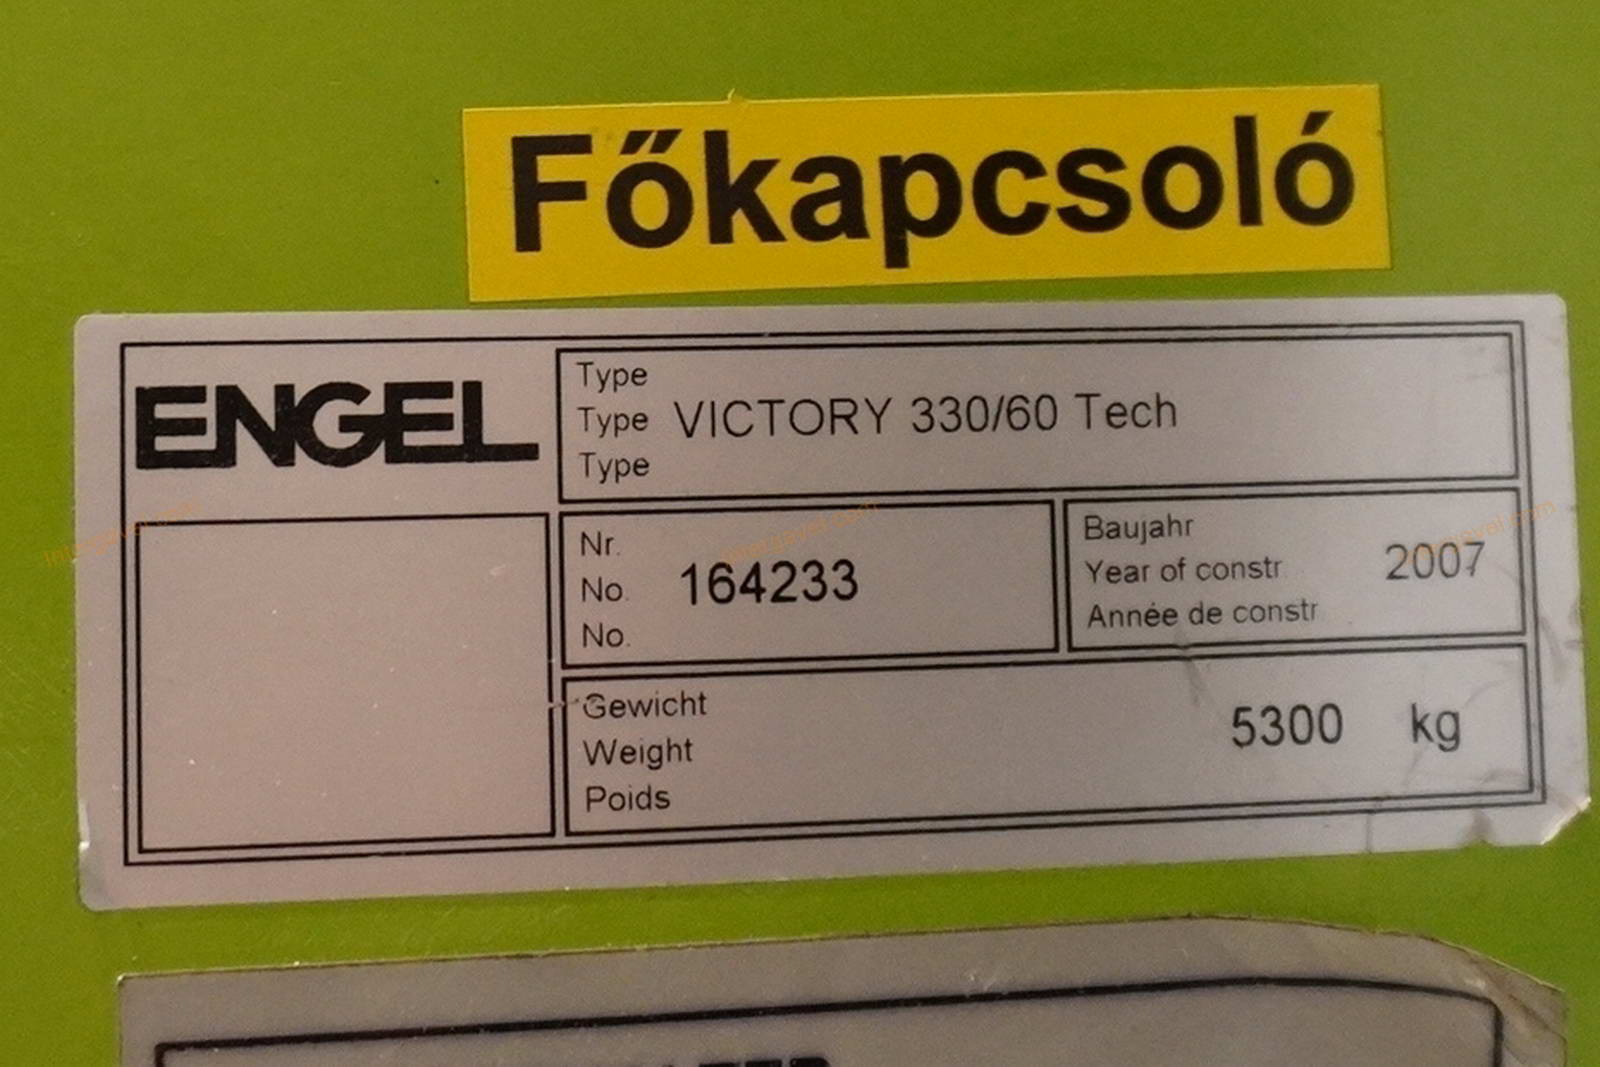 Főkapcsoló
ENGEL
Type
Type VICTORY 330/60 Tech
Type
Nr.
No. 164233
No.
Baujahr
Year of constr 2007
Année de constr
Gewicht
Weight 5300 kg
Poids